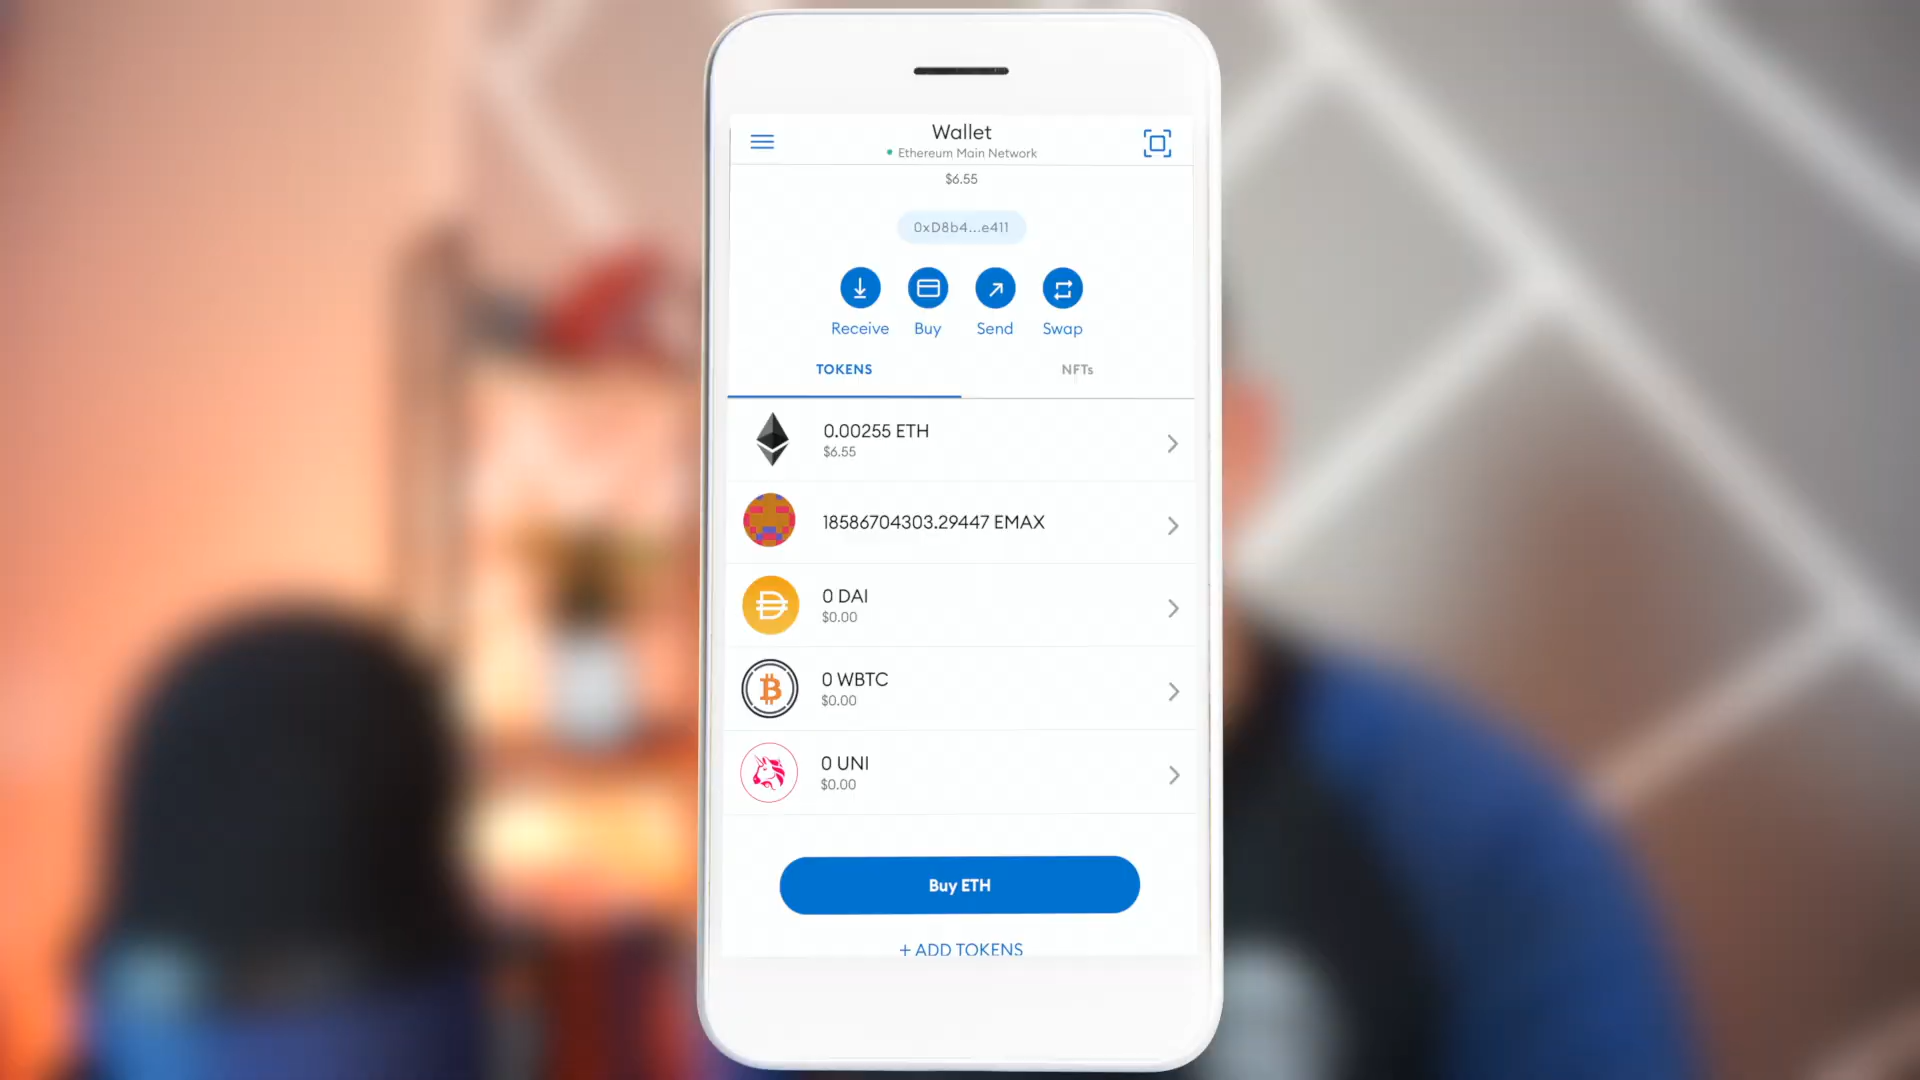 Wallet
Ethereum Main Network
$6.55
0xD8b4...e411
Receive Buy Send Swap
TOKENS NFTs
0.00255 ETH
$6.55
18586704303.29447 EMAX
0 DAI
$0.00
0 WBTC
$0.00
0 UNI
$0.00
Buy ETH
+ ADD TOKENS